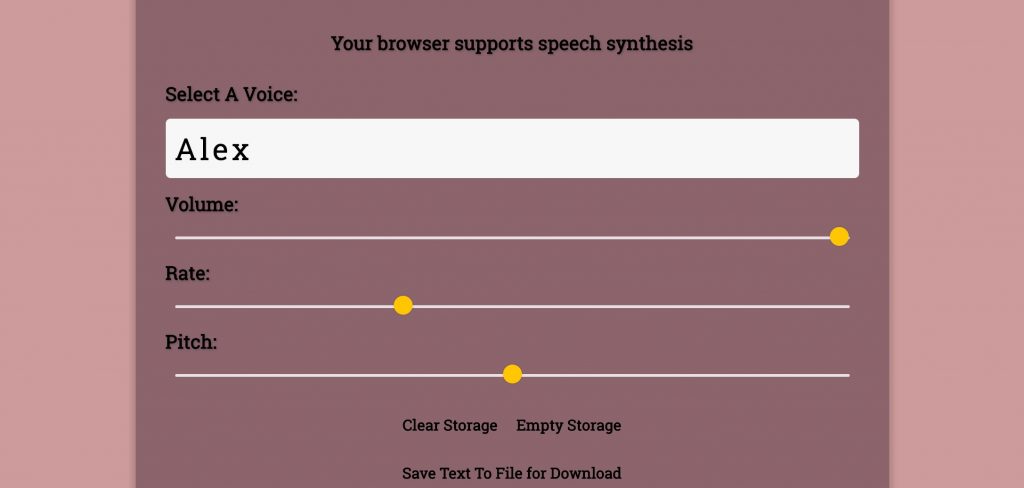 Your browser supports speech synthesis
Select A Voice:
Alex
Volume:
Rate:
Pitch:
Clear Storage Empty Storage
Save Text To File for Download